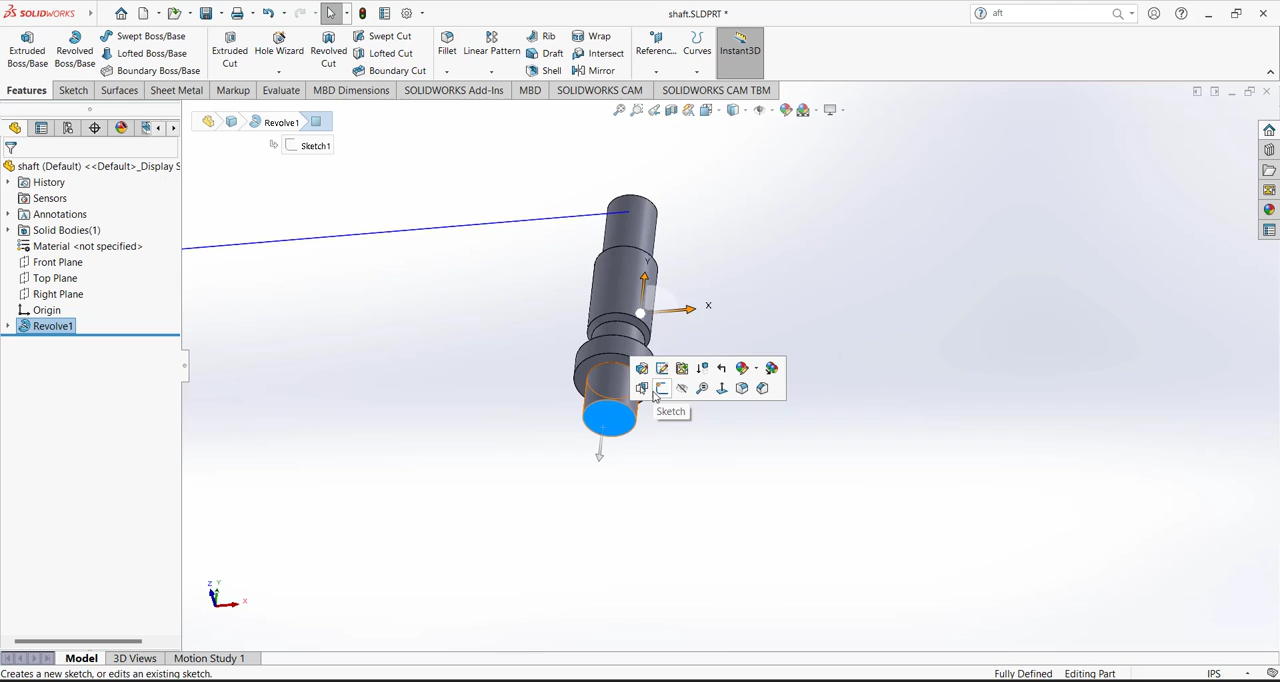 SOLIDWORKS
shaft.SLDPRT *
aft
Extruded Boss/Base
Revolved Boss/Base
Swept Boss/Base
Lofted Boss/Base
Boundary Boss/Base
Extruded Cut
Hole Wizard
Revolved Cut
Swept Cut
Lofted Cut
Boundary Cut
Fillet
Linear Pattern
Rib
Draft
Shell
Wrap
Intersect
Mirror
Referenc...
Curves
Instant3D
Features
Sketch
Surfaces
Sheet Metal
Markup
Evaluate
MBD Dimensions
SOLIDWORKS Add-Ins
MBD
SOLIDWORKS CAM
SOLIDWORKS CAM TBM
Revolve1
Sketch1
shaft (Default) <<Default>_Display S
History
Sensors
Annotations
Solid Bodies(1)
Material <not specified>
Front Plane
Top Plane
Right Plane
Origin
Revolve1
Y
X
Sketch
Z
Y
X
Model
3D Views
Motion Study 1
Creates a new sketch, or edits an existing sketch.
Fully Defined
Editing Part
IPS